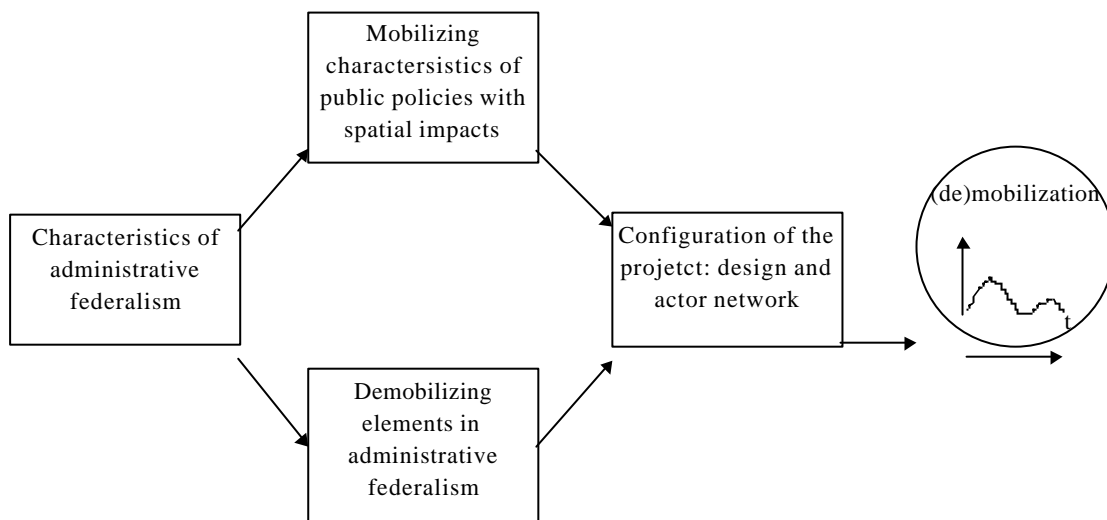 Mobilizing
charactersistics of
public policies with
spatial impacts
Characteristics of
administrative
federalism
Demobilizing
elements in
administrative
federalism
Configuration of the
projetct: design and
actor network
(de)mobilization
t